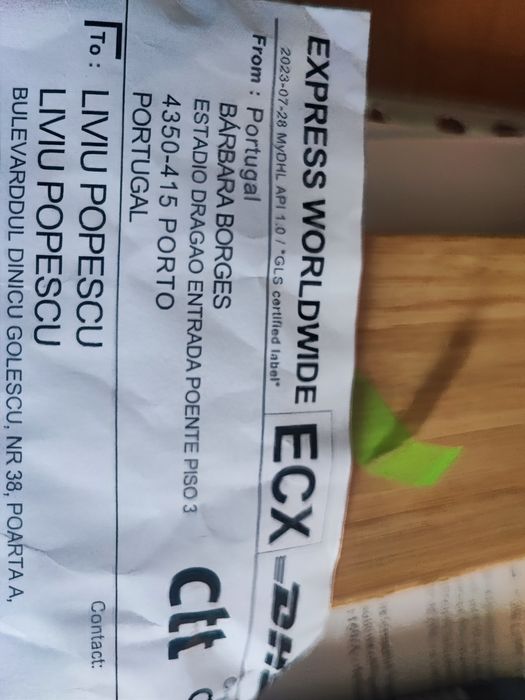 EXPRESS WORLDWIDE ECX
2023-07-28 MyDHL API 1.0 / *GLS certified label*
From : Portugal
BÁRBARA BORGES
ESTADIO DRAGAO ENTRADA POENTE PISO 3
4350-415 PORTO
PORTUGAL
ctt
To : LIVIU POPESCU
LIVIU POPESCU
BULEVARDDUL DINICU GOLESCU, NR 38, POARTA A,
Contact: